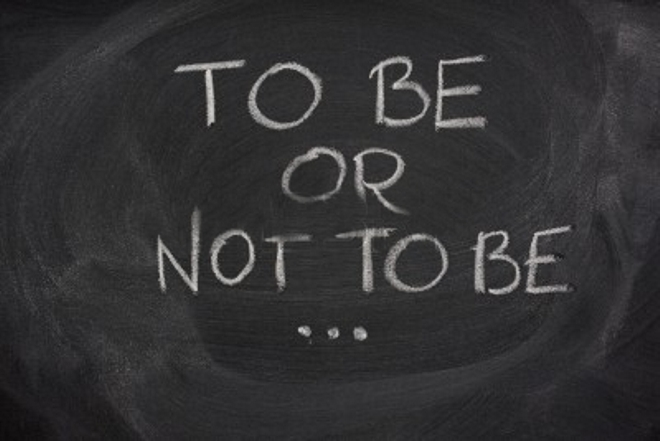 TO BE
OR
NOT TO BE
...